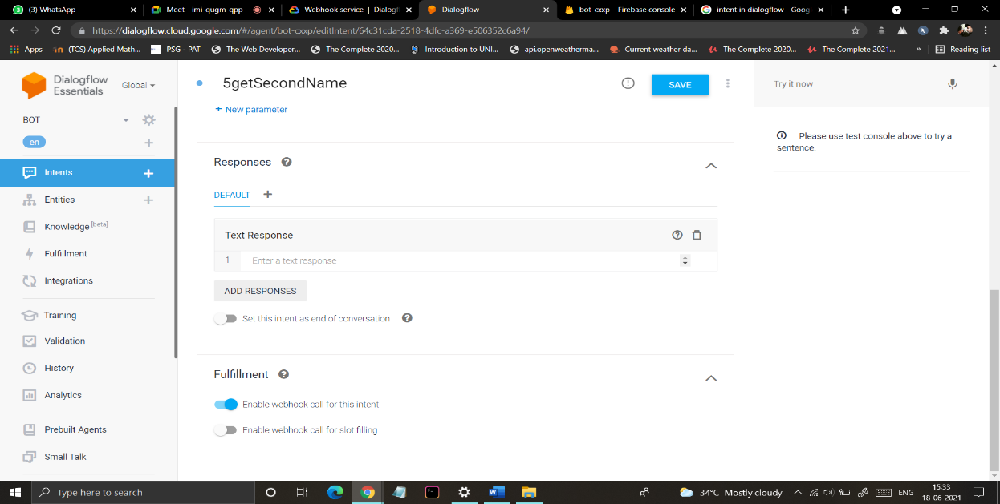 (3) WhatsApp
Meet - imi-qugm-qpp
Webhook service | Dialogf
Dialogflow
bot-cxxp – Firebase console
intent in dialogflow - Goog
https://dialogflow.cloud.google.com/#/agent/bot-cxxp/editIntent/64c31cda-2518-4dfc-a369-e506352c6a94/
Apps
(TCS) Applied Math...
PSG - PAT
The Web Developer...
The Complete 2020...
Introduction to UNI...
api.openweatherma...
Current weather da...
The Complete 2020...
The Complete 2021...
»
Reading list
Dialogflow
Essentials
Global
5getSecondName
SAVE
Try it now
+ New parameter
BOT
en
Please use test console above to try a
sentence.
Intents
Entities
Knowledge [beta]
Fulfillment
Integrations
Training
Validation
History
Analytics
Prebuilt Agents
Small Talk
Responses
DEFAULT
Text Response
1 Enter a text response
ADD RESPONSES
Set this intent as end of conversation
Fulfillment
Enable webhook call for this intent
Enable webhook call for slot filling
Type here to search
34°C Mostly cloudy
ENG
15:33
18-06-2021